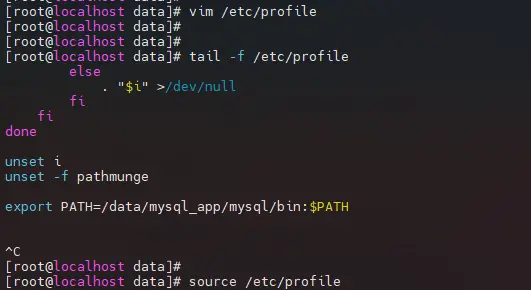 [root@localhost data]# vim /etc/profile
[root@localhost data]#
[root@localhost data]#
[root@localhost data]# tail -f /etc/profile
        else
            . "$i" >/dev/null
        fi
    fi
done

unset i
unset -f pathmunge

export PATH=/data/mysql_app/mysql/bin:$PATH


^C
[root@localhost data]#
[root@localhost data]# source /etc/profile